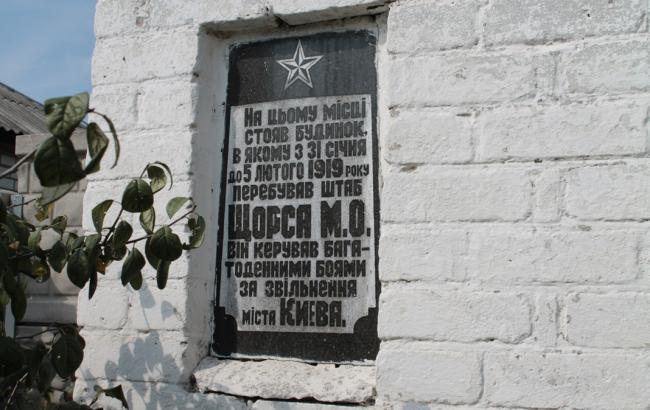 На цьому місці
стояв будинок,
в якому з 31 січня
до 5 лютого 1919 року
перебував штаб
Щорса М.О.
Він керував бага-
тоденними боями
за звільнення
міста Києва.